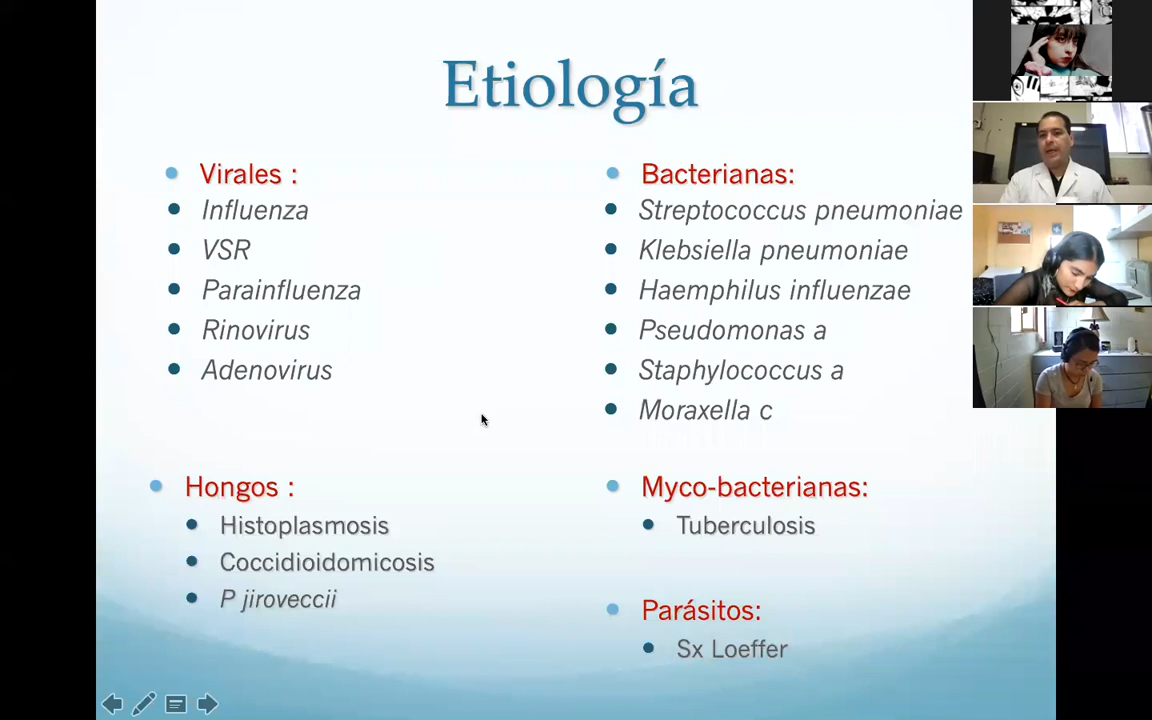 Etiología
Virales :
Influenza
VSR
Parainfluenza
Rinovirus
Adenovirus
Bacterianas:
Streptococcus pneumoniae
Klebsiella pneumoniae
Haemphilus influenzae
Pseudomonas a
Staphylococcus a
Moraxella c
Hongos :
Histoplasmosis
Coccidioidomicosis
P jiroveccii
Myco-bacterianas:
Tuberculosis
Parásitos:
Sx Loeffer